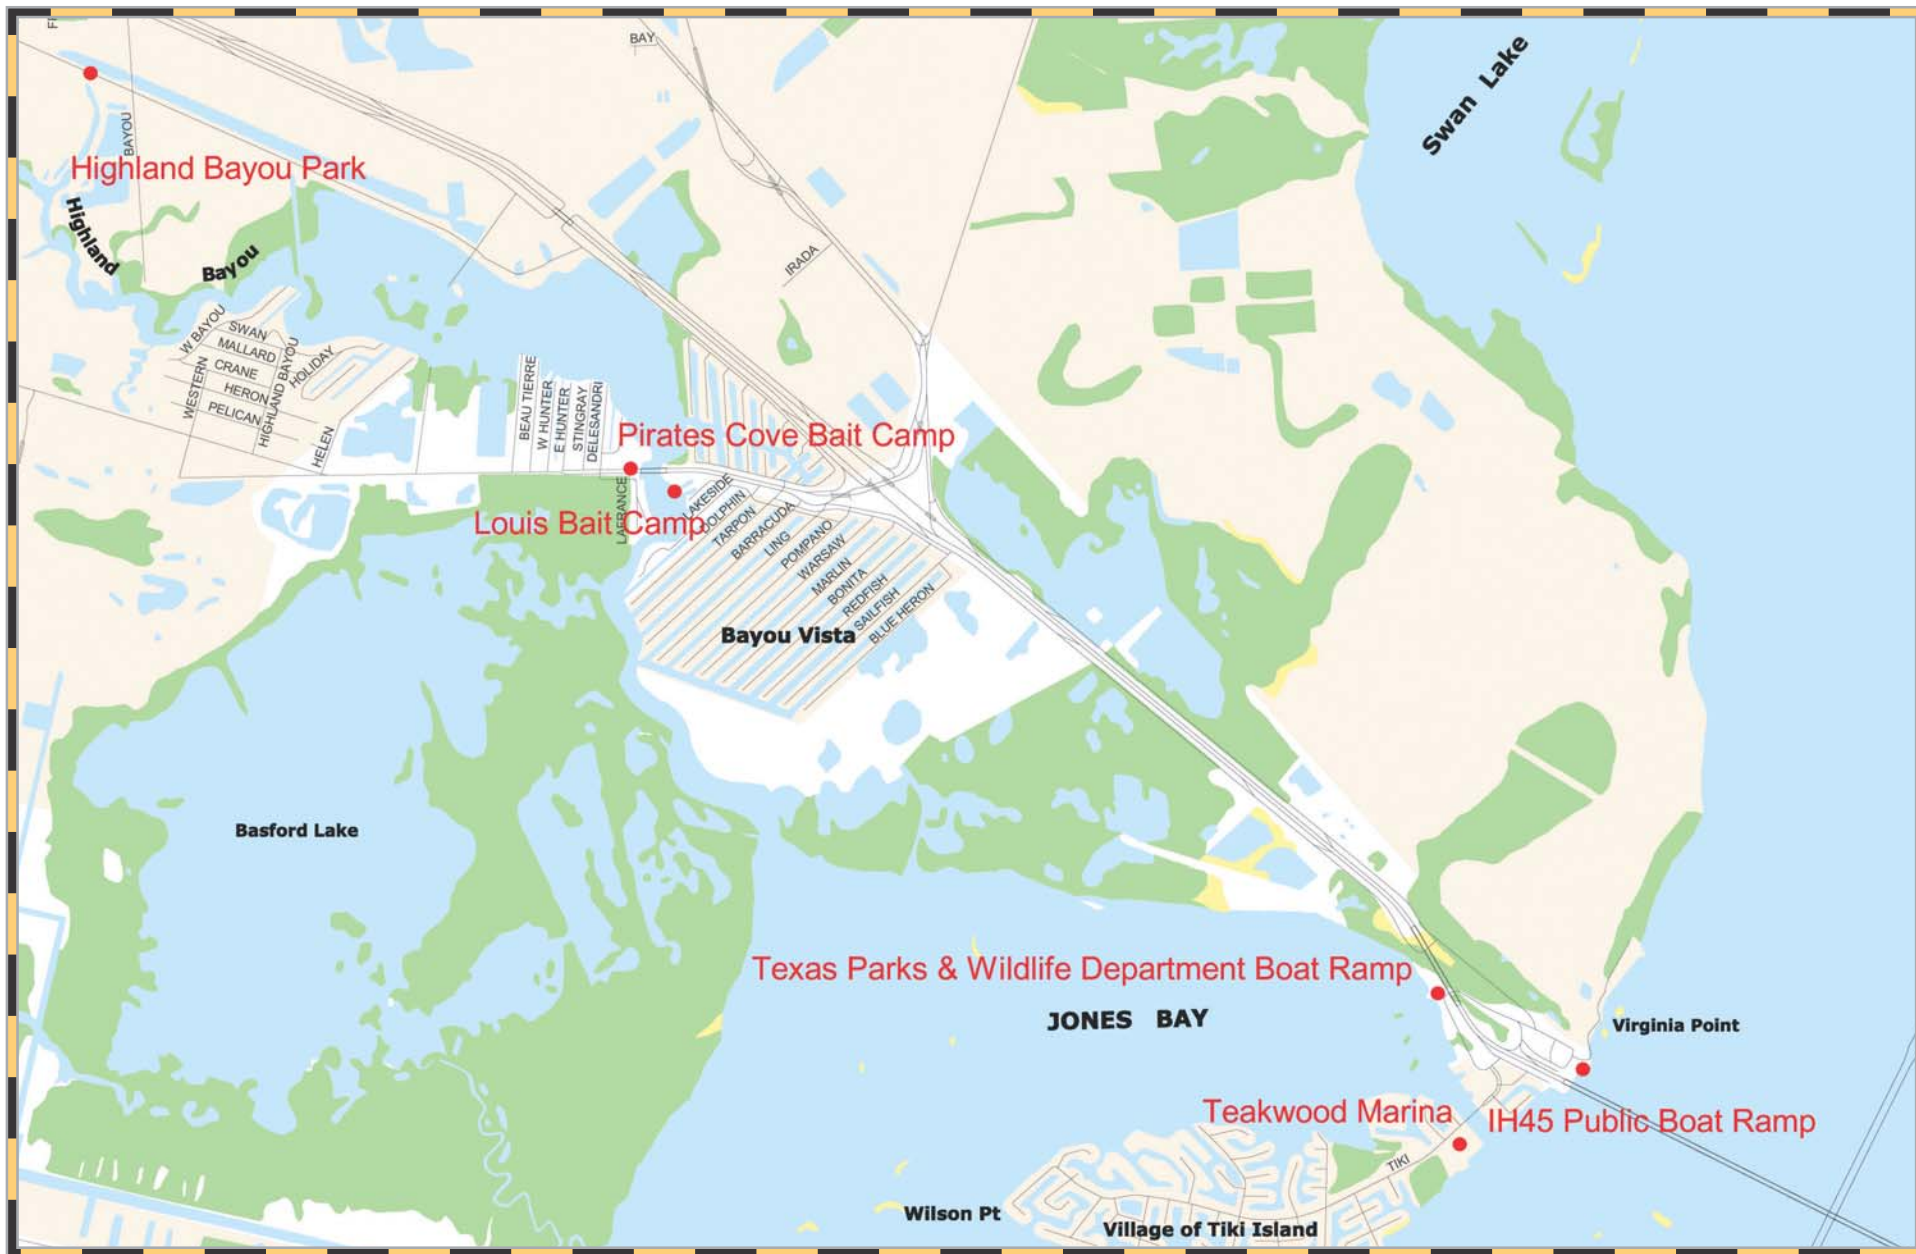 F
BAY
Swan Lake
BAYOU
Highland Bayou Park
Highland
Bayou
IRADA
W BAYOU
SWAN
MALLARD
CRANE
HERON
PELICAN
WESTERN
HIGHLAND BAYOU
HOLIDAY
HELEN
BEAU TIERRE
W HUNTER
E HUNTER
STINGRAY
DELESANDRI
Pirates Cove Bait Camp
LAFRANCE
Louis Bait Camp
LAKESIDE
DOLPHIN
TARPON
BARRACUDA
LING
POMPANO
WARSAW
MARLIN
BONITA
REDFISH
SAILFISH
BLUE HERON
Bayou Vista
Basford Lake
Texas Parks & Wildlife Department Boat Ramp
JONES BAY
Virginia Point
Teakwood Marina
IH45 Public Boat Ramp
TIKI
Wilson Pt
Village of Tiki Island